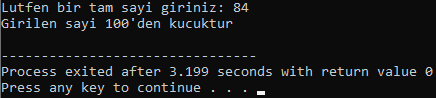 Lutfen bir tam sayi giriniz: 84
Girilen sayi 100'den kucuktur
--------------------------------
Process exited after 3.199 seconds with return value 0
Press any key to continue . . .